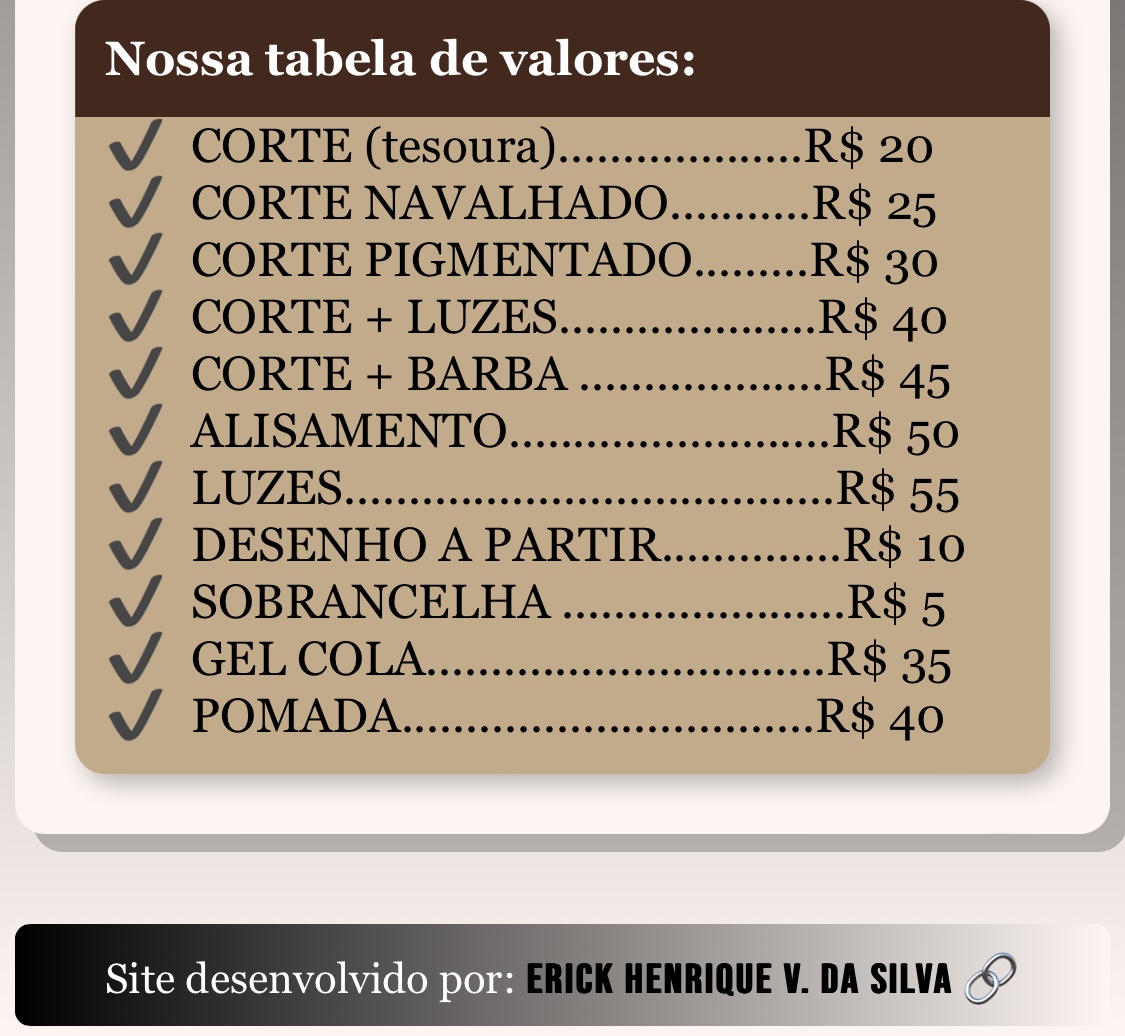 Nossa tabela de valores:
✔ CORTE (tesoura)...................R$ 20
✔ CORTE NAVALHADO...........R$ 25
✔ CORTE PIGMENTADO.........R$ 30
✔ CORTE + LUZES....................R$ 40
✔ CORTE + BARBA ...................R$ 45
✔ ALISAMENTO.........................R$ 50
✔ LUZES......................................R$ 55
✔ DESENHO A PARTIR..............R$ 10
✔ SOBRANCELHA ......................R$ 5
✔ GEL COLA...............................R$ 35
✔ POMADA................................R$ 40
Site desenvolvido por: ERICK HENRIQUE V. DA SILVA 🔗